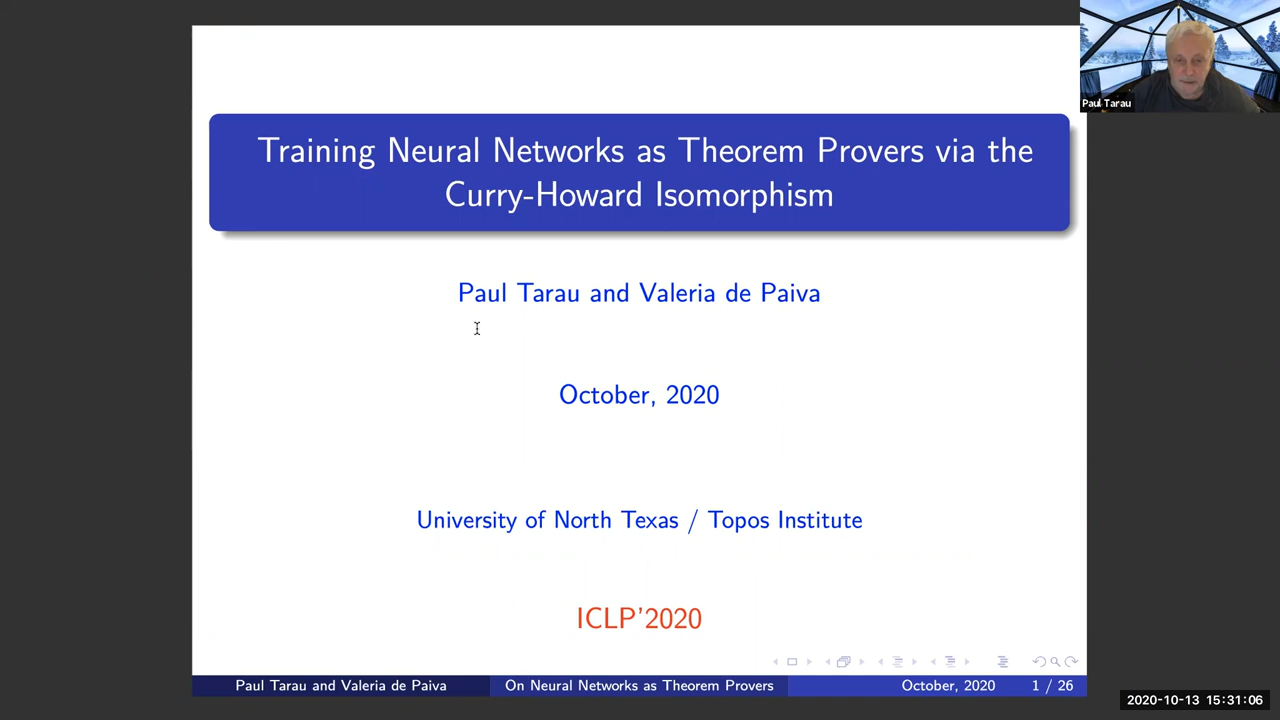 Paul Tarau
Training Neural Networks as Theorem Provers via the
Curry-Howard Isomorphism
Paul Tarau and Valeria de Paiva
October, 2020
University of North Texas / Topos Institute
ICLP'2020
Paul Tarau and Valeria de Paiva
On Neural Networks as Theorem Provers
October, 2020
1 / 26
2020-10-13 15:31:06